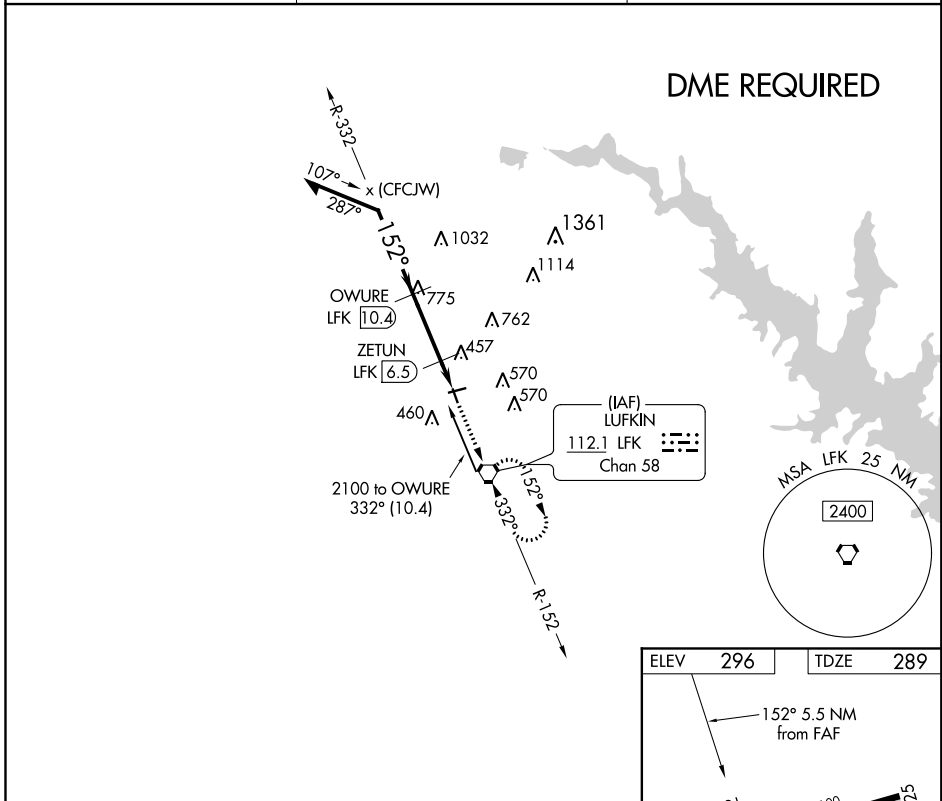 DME REQUIRED
R-332
107°
(CFCJW)
287°
152°
1032
1361
1114
OWURE
LFK 10.4
775
762
ZETUN
LFK 6.5
457
570
570
460
(IAF)
LUFKIN
112.1 LFK
Chan 58
2100 to OWURE
332° (10.4)
152°
332°
R-152
MSA LFK 25 NM
2400
ELEV 296
TDZE 289
152° 5.5 NM
from FAF
25